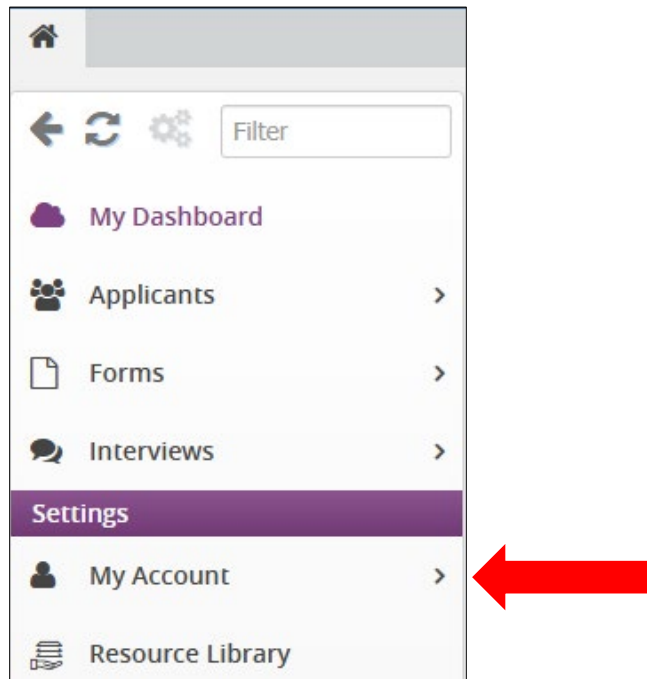 Filter
My Dashboard
Applicants
Forms
Interviews
Settings
My Account
Resource Library